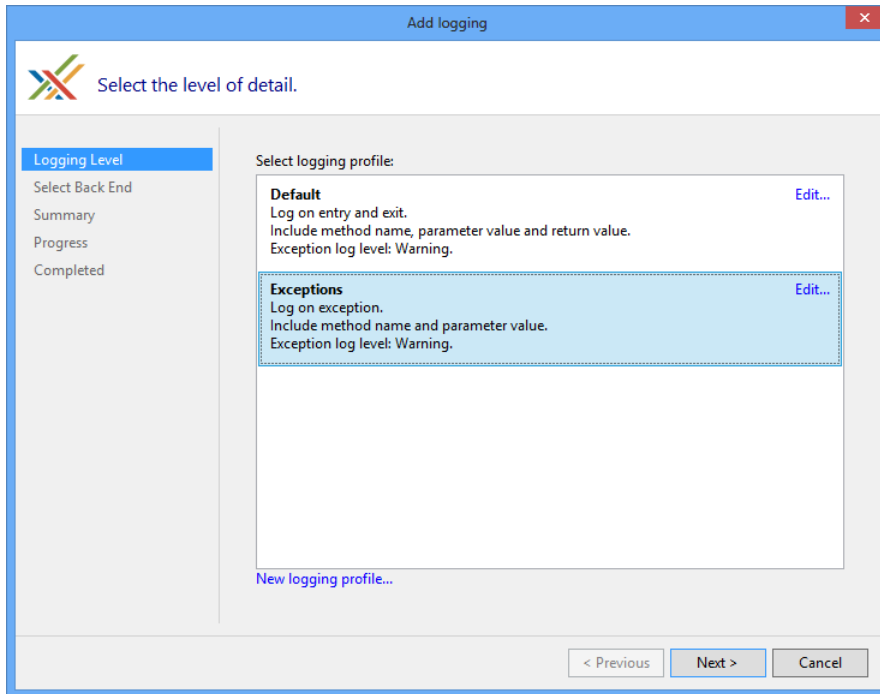 Add logging
Select the level of detail.
Logging Level
Select Back End
Summary
Progress
Completed
Select logging profile:
Default
Edit...
Log on entry and exit.
Include method name, parameter value and return value.
Exception log level: Warning.
Exceptions
Edit...
Log on exception.
Include method name and parameter value.
Exception log level: Warning.
New logging profile...
< Previous
Next >
Cancel